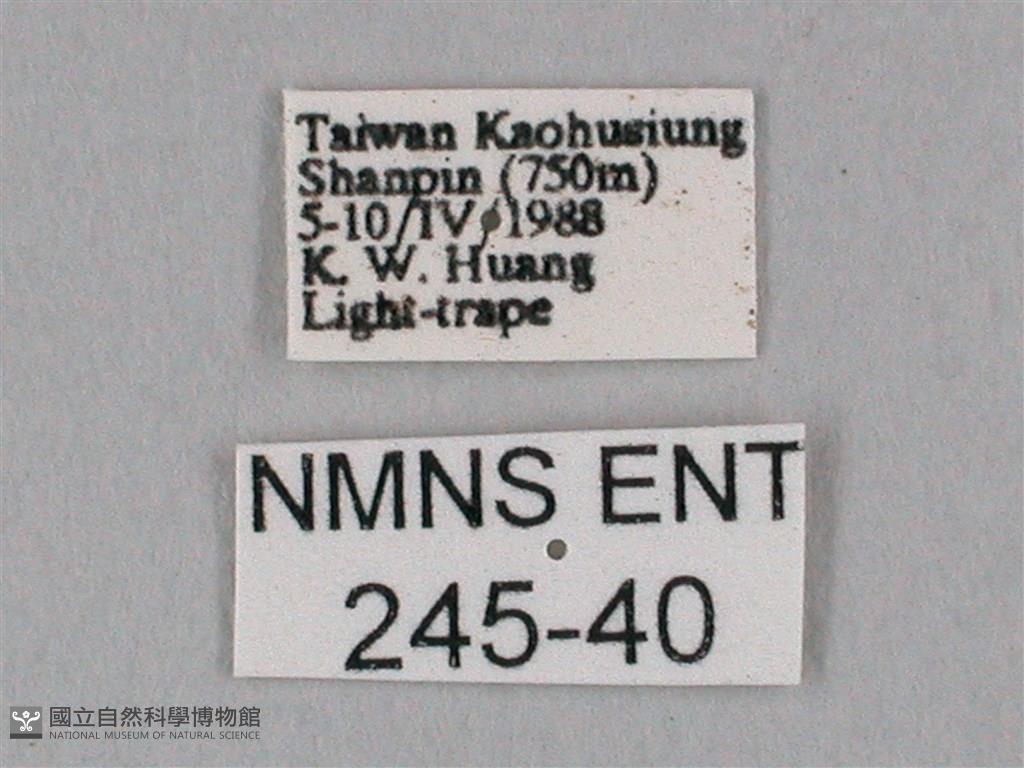 Taiwan Kaohusiung
Shanpin (750m)
5-10/IV/1988
K. W. Huang
Light-trape
NMNS ENT
245-40
國立自然科學博物館
NATIONAL MUSEUM OF NATURAL SCIENCE